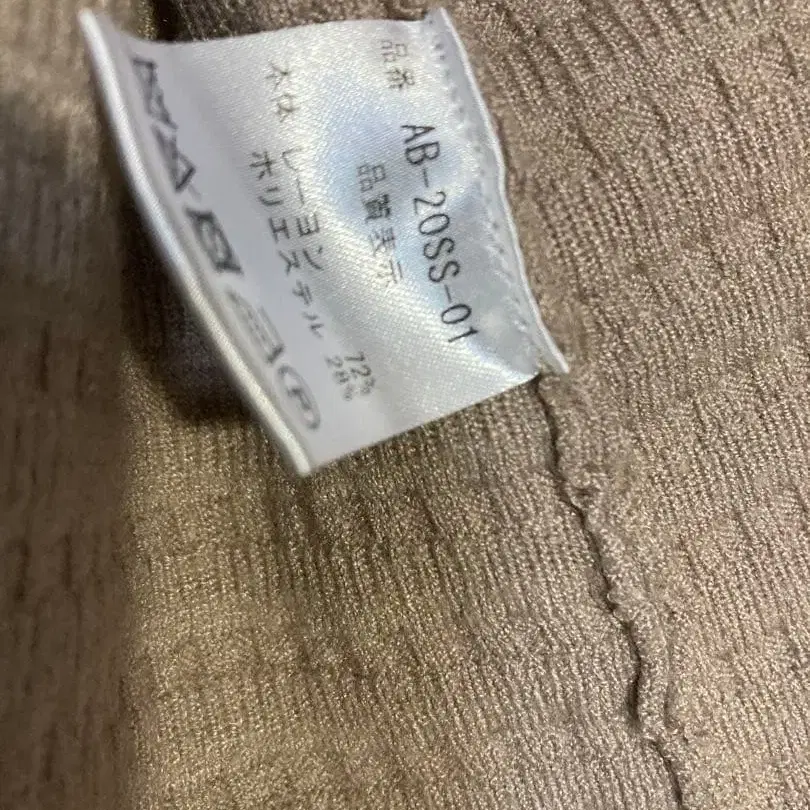 品番 AB-20SS-01
品質表示
本体 レーヨン 72%
ポリエステル 28%